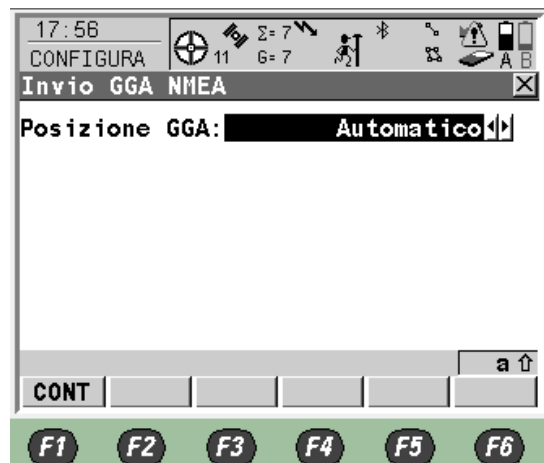 17:56
CONFIGURA
11
Σ= 7
G= 7
2
A B
Invio GGA NMEA
Posizione GGA: Automatico
a
CONT
F1 F2 F3 F4 F5 F6